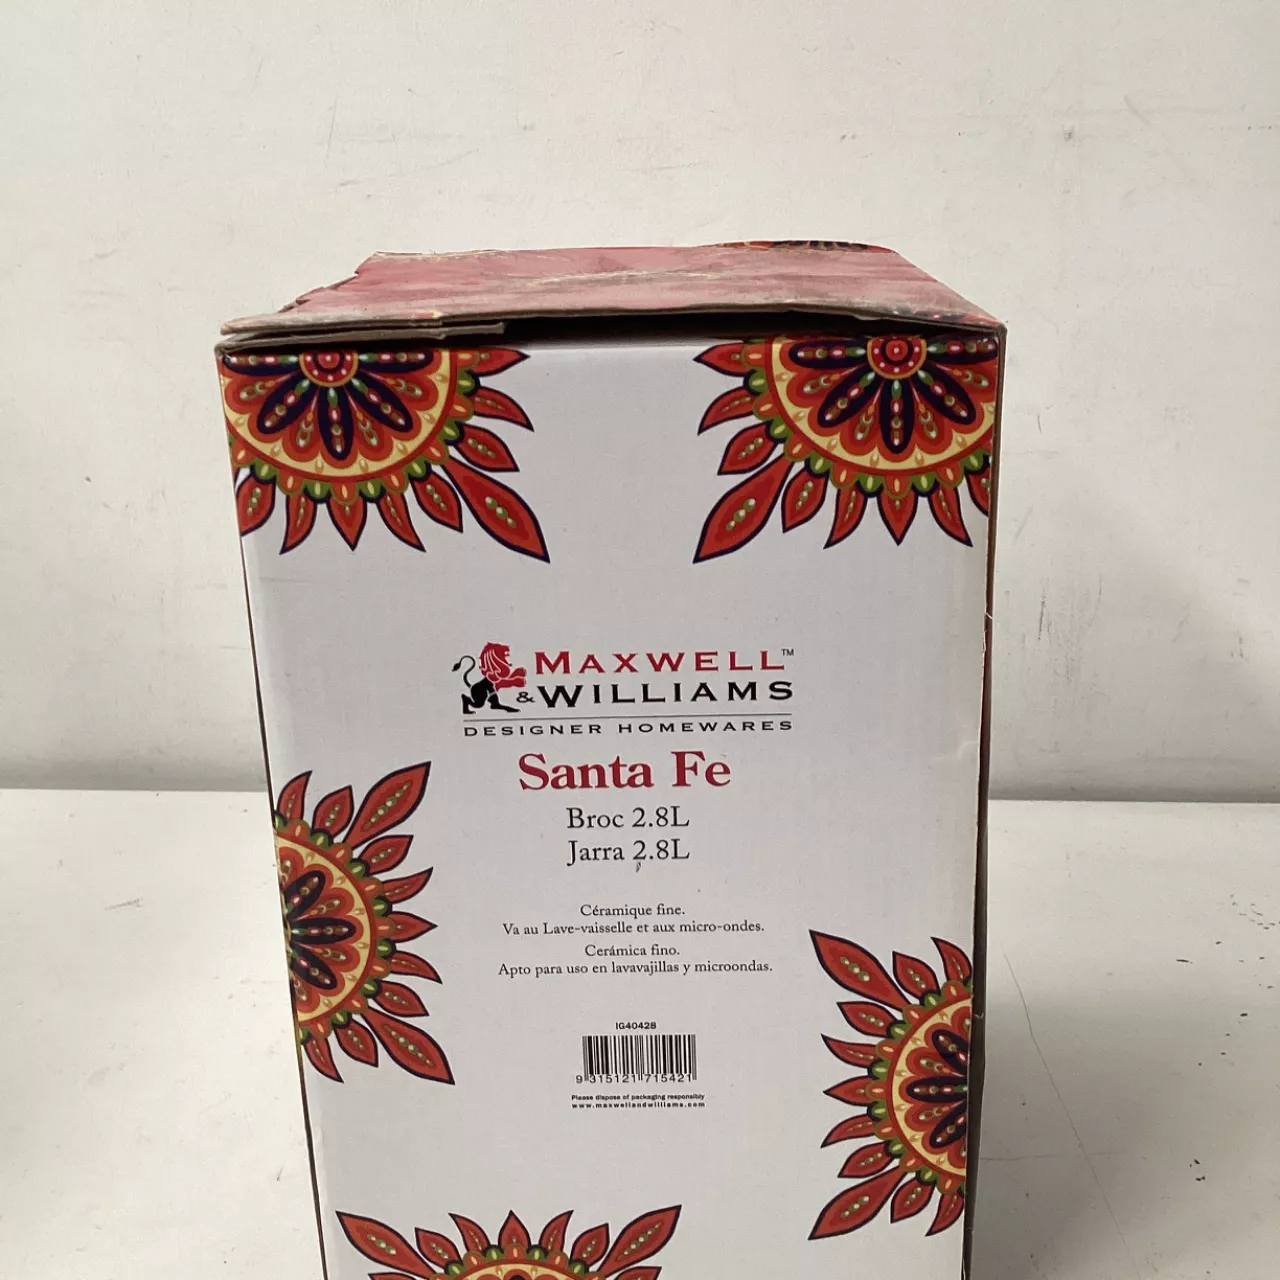 MAXWELL™
&WILLIAMS
DESIGNER HOMEWARES
Santa Fe
Broc 2.8L
Jarra 2.8L
Céramique fine.
Va au Lave-vaisselle et aux micro-ondes.
Cerámica fino.
Apto para uso en lavavajillas y microondas.
IG40428
9 315121 715421
Please dispose of packaging responsibly
www.maxwellandwilliams.com